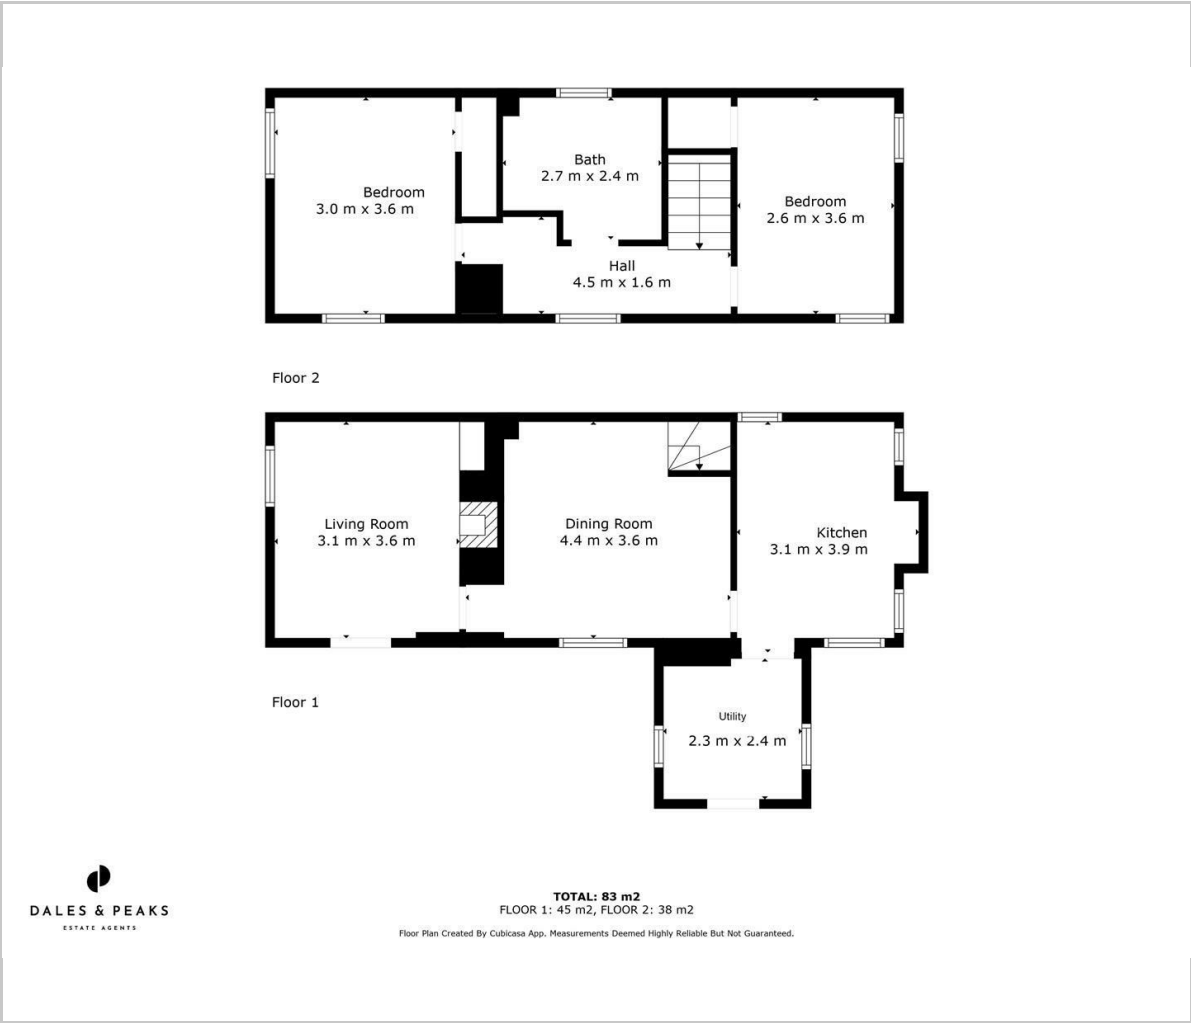 Bath
2.7 m x 2.4 m
Bedroom
3.0 m x 3.6 m
Bedroom
2.6 m x 3.6 m
Hall
4.5 m x 1.6 m
Floor 2
Living Room
3.1 m x 3.6 m
Dining Room
4.4 m x 3.6 m
Kitchen
3.1 m x 3.9 m
Floor 1
Utility
2.3 m x 2.4 m
DALES & PEAKS
ESTATE AGENTS
TOTAL: 83 m2
FLOOR 1: 45 m2, FLOOR 2: 38 m2
Floor Plan Created By Cubicasa App. Measurements Deemed Highly Reliable But Not Guaranteed.